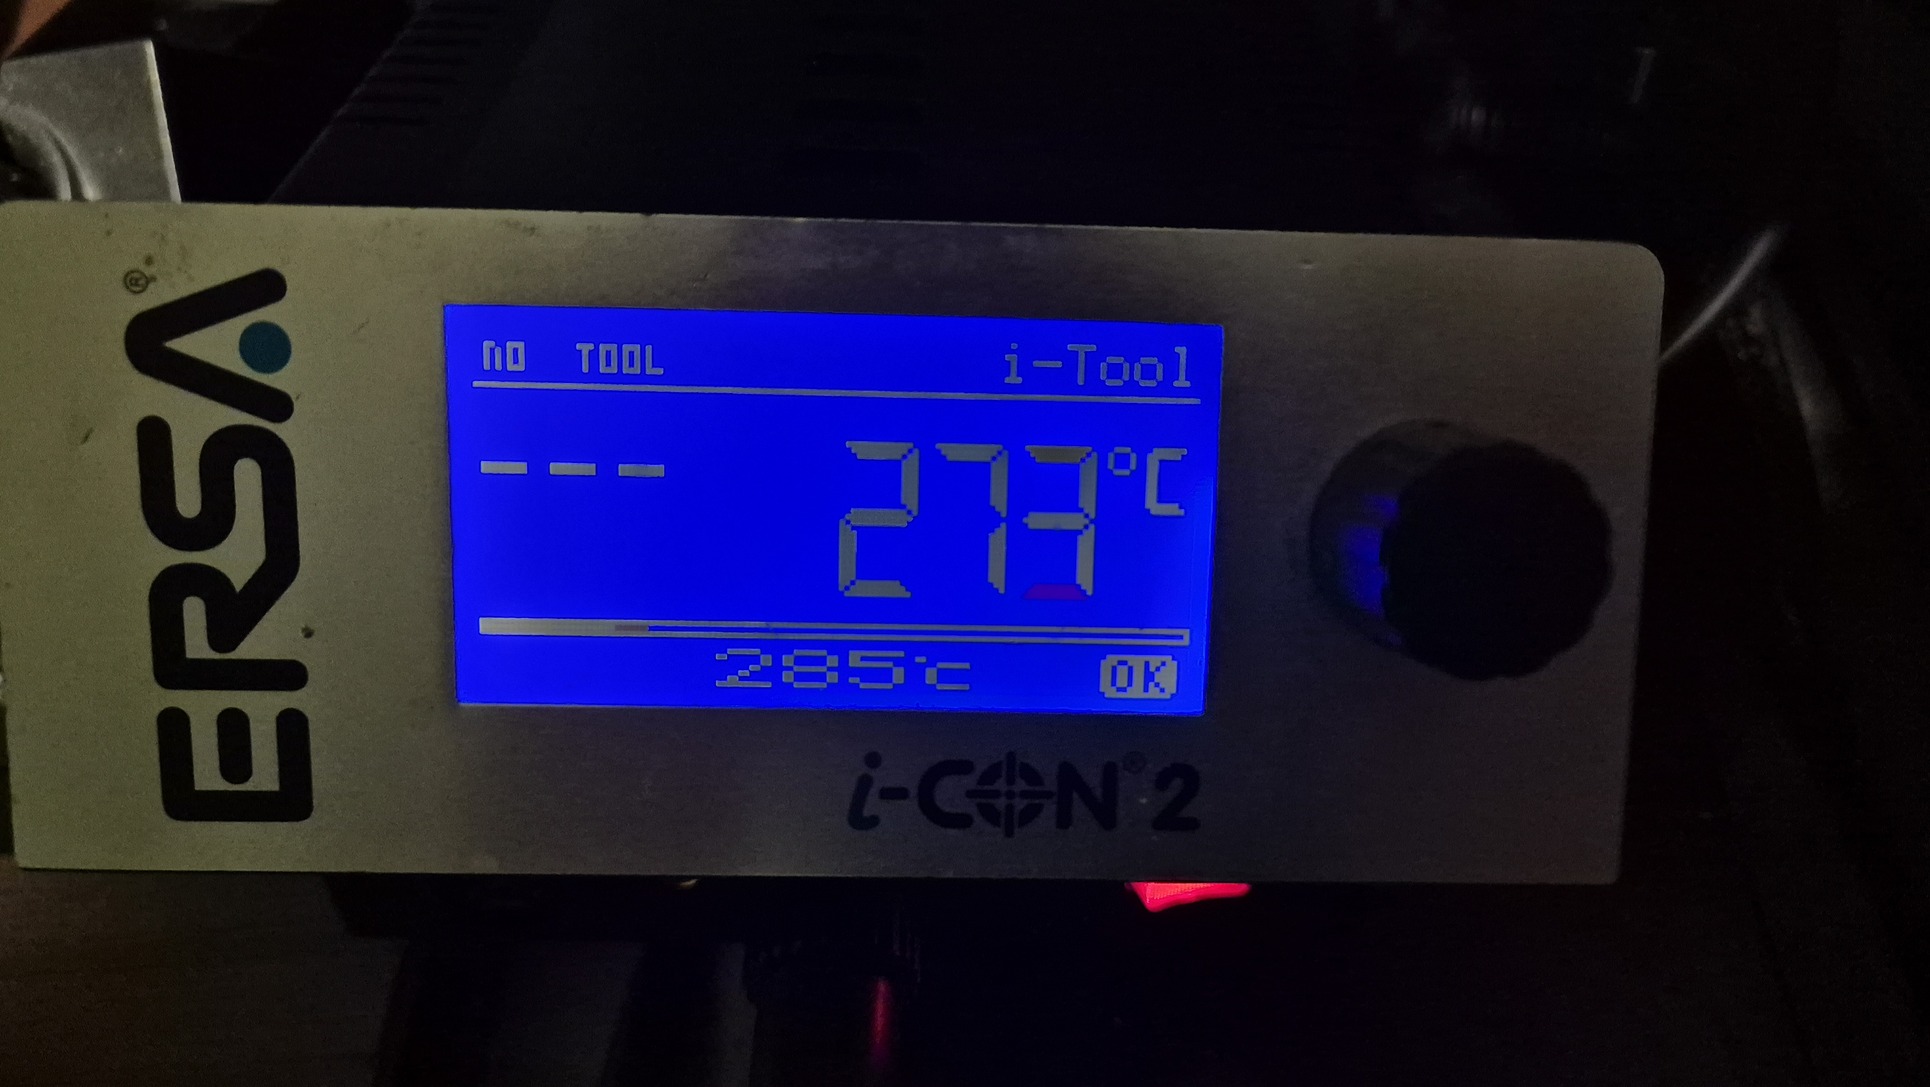 ERSA®
NO TOOL i-Tool
--- 273°C
285°C OK
i-CON® 2